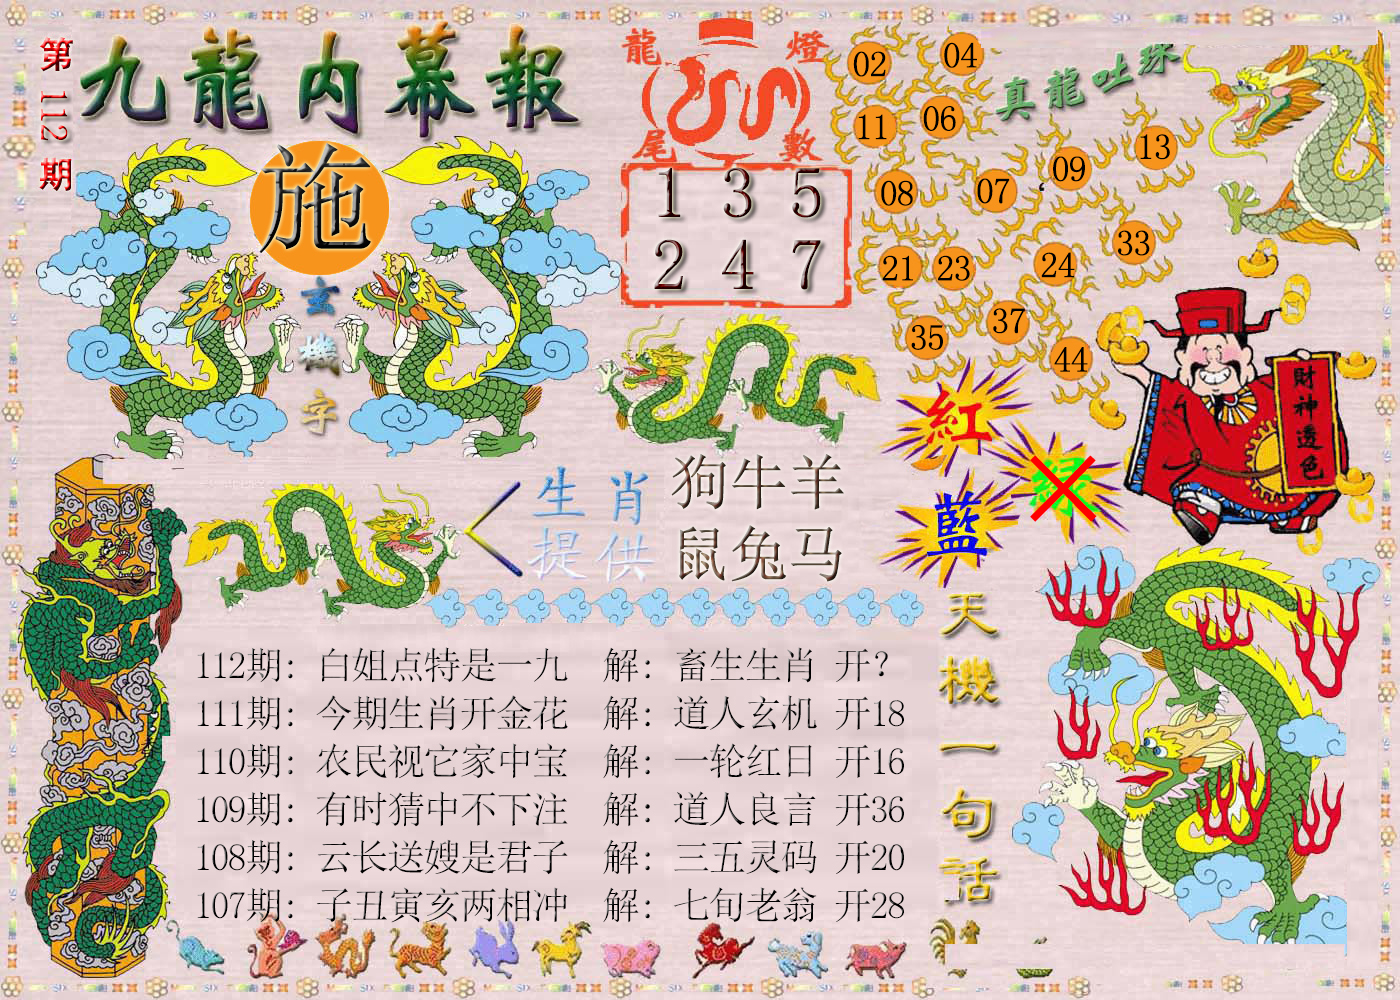 第112期
九龍内幕報
施
玄機字
龍燈
尾數
1 3 5
2 4 7
真龍吐珠
02 04
11 06
13
09
08 07
33
21 23 24
35 37
44
財神透色
紅
緑
藍
生肖
提供
狗牛羊
鼠兔马
天機一句話
112期：白姐点特是一九 解：畜生生肖 开？
111期：今期生肖开金花 解：道人玄机 开18
110期：农民视它家中宝 解：一轮红日 开16
109期：有时猜中不下注 解：道人良言 开36
108期：云长送嫂是君子 解：三五灵码 开20
107期：子丑寅亥两相冲 解：七旬老翁 开28